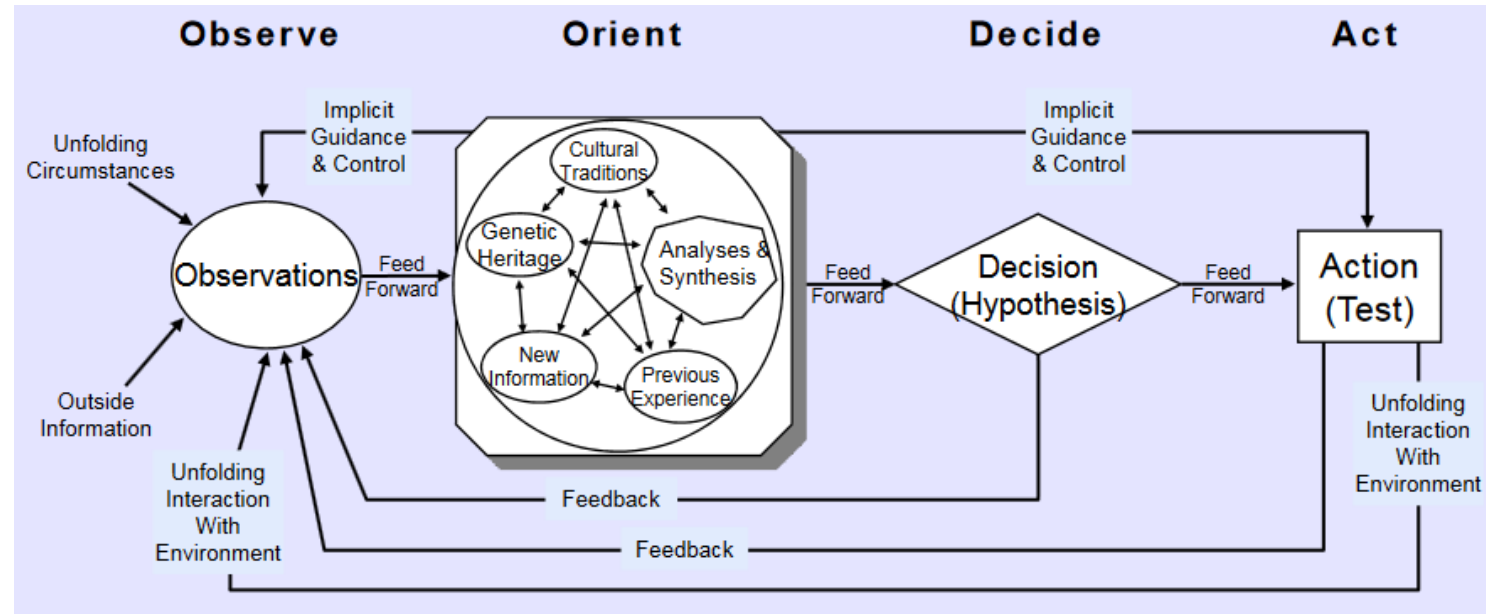 Observe
Orient
Decide
Act
Implicit
Guidance
& Control
Implicit
Guidance
& Control
Unfolding
Circumstances
Cultural
Traditions
Genetic
Heritage
Analyses &
Synthesis
Observations
Feed
Forward
New
Information
Previous
Experience
Feed
Forward
Decision
(Hypothesis)
Feed
Forward
Action
(Test)
Outside
Information
Unfolding
Interaction
With
Environment
Unfolding
Interaction
With
Environment
Feedback
Feedback